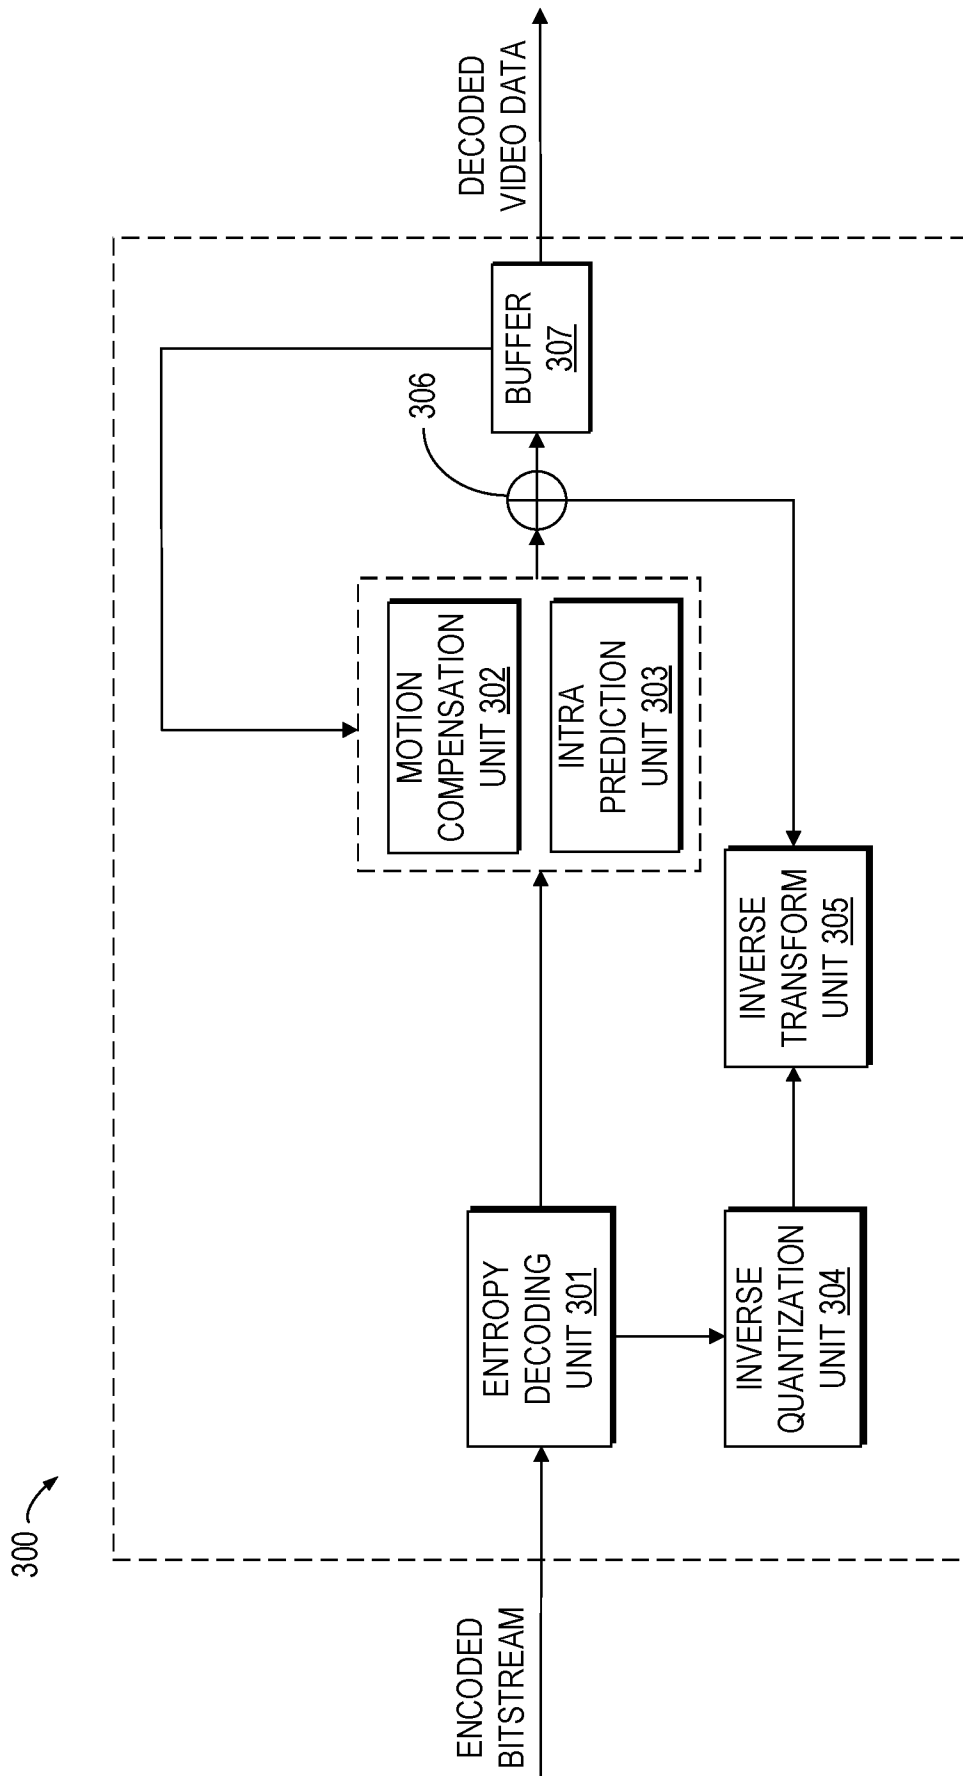 300
ENCODED
BITSTREAM
ENTROPY
DECODING
UNIT 301
INVERSE
QUANTIZATION
UNIT 304
INVERSE
TRANSFORM
UNIT 305
MOTION
COMPENSATION
UNIT 302
INTRA
PREDICTION
UNIT 303
306
BUFFER
307
DECODED
VIDEO DATA